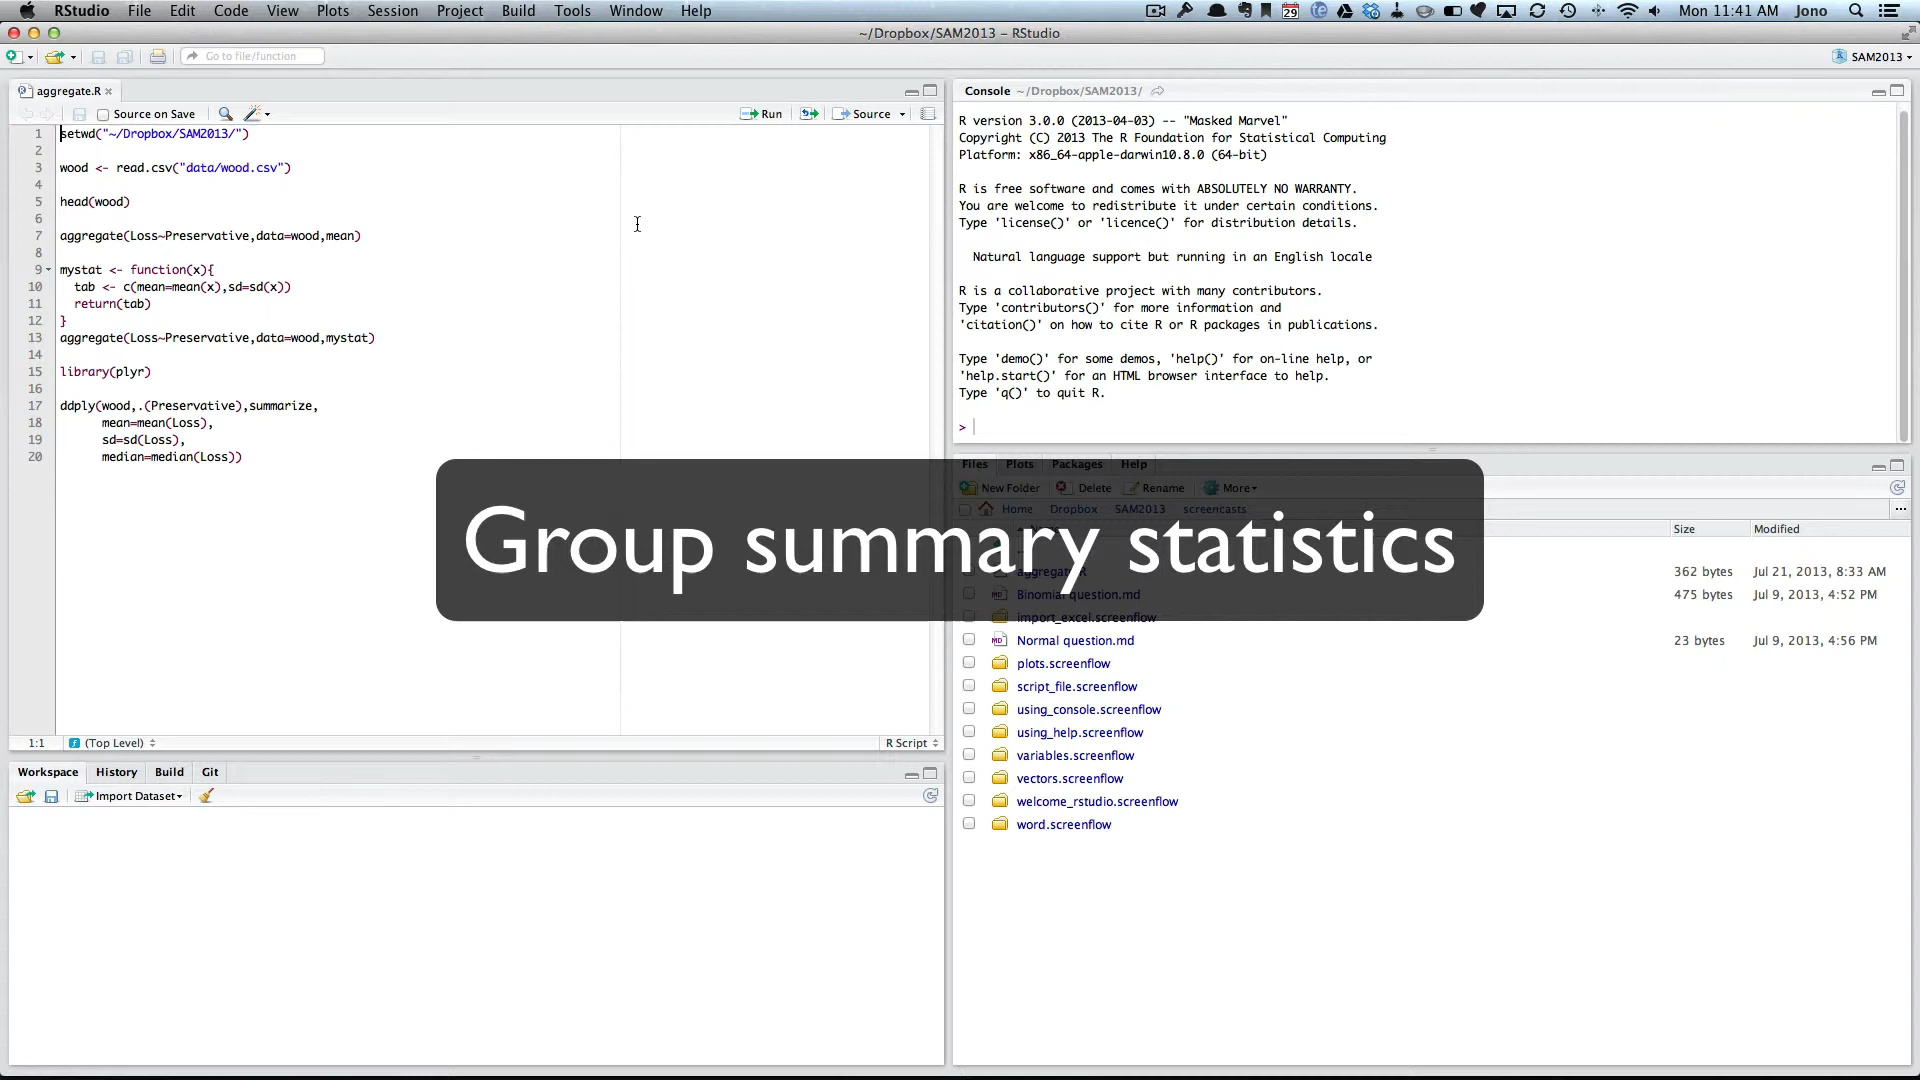 RStudio File Edit Code View Plots Session Project Build Tools Window Help
29
Mon 11:41 AM Jono
~/Dropbox/SAM2013 – RStudio
Go to file/function
SAM2013
aggregate.R
Source on Save
Run
Source
1 setwd("~/Dropbox/SAM2013/")
2
3 wood <- read.csv("data/wood.csv")
4
5 head(wood)
6
7 aggregate(Loss~Preservative,data=wood,mean)
8
9 mystat <- function(x){
10 tab <- c(mean=mean(x),sd=sd(x))
11 return(tab)
12 }
13 aggregate(Loss~Preservative,data=wood,mystat)
14
15 library(plyr)
16
17 ddply(wood,.(Preservative),summarize,
18 mean=mean(Loss),
19 sd=sd(Loss),
20 median=median(Loss))
1:1 (Top Level) R Script
Workspace History Build Git
Import Dataset
Console ~/Dropbox/SAM2013/
R version 3.0.0 (2013-04-03) -- "Masked Marvel"
Copyright (C) 2013 The R Foundation for Statistical Computing
Platform: x86_64-apple-darwin10.8.0 (64-bit)
R is free software and comes with ABSOLUTELY NO WARRANTY.
You are welcome to redistribute it under certain conditions.
Type 'license()' or 'licence()' for distribution details.
Natural language support but running in an English locale
R is a collaborative project with many contributors.
Type 'contributors()' for more information and
'citation()' on how to cite R or R packages in publications.
Type 'demo()' for some demos, 'help()' for on-line help, or
'help.start()' for an HTML browser interface to help.
Type 'q()' to quit R.
>
Files Plots Packages Help
New Folder Delete Rename More
Home Dropbox SAM2013 screencasts
Name Size Modified
Group summary statistics
aggregate.R 362 bytes Jul 21, 2013, 8:33 AM
Binomial question.md 475 bytes Jul 9, 2013, 4:52 PM
import_excel.screenflow
Normal question.md 23 bytes Jul 9, 2013, 4:56 PM
plots.screenflow
script_file.screenflow
using_console.screenflow
using_help.screenflow
variables.screenflow
vectors.screenflow
welcome_rstudio.screenflow
word.screenflow